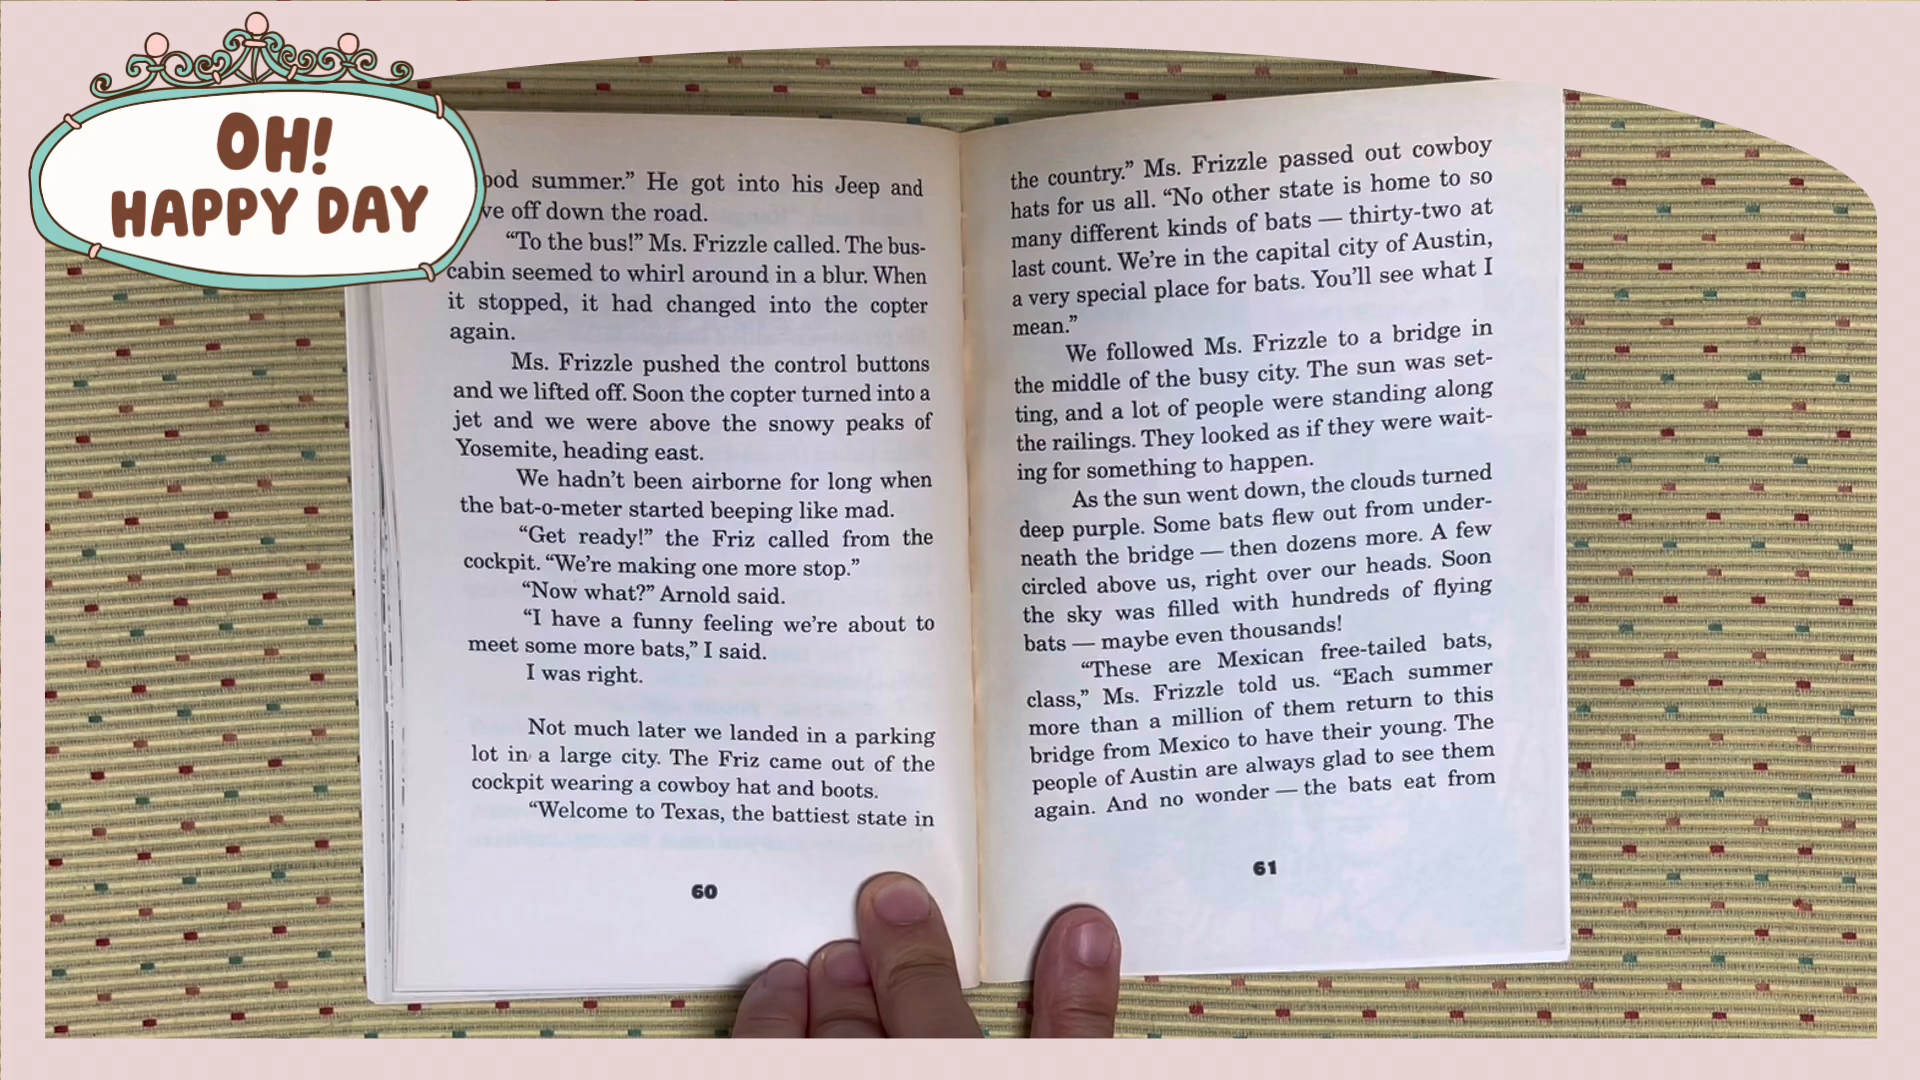 OH!
HAPPY DAY
summer.” He got into his Jeep and
off down the road.
“To the bus!” Ms. Frizzle called. The bus-
cabin seemed to whirl around in a blur. When
it stopped, it had changed into the copter
again.
Ms. Frizzle pushed the control buttons
and we lifted off. Soon the copter turned into a
jet and we were above the snowy peaks of
Yosemite, heading east.
We hadn’t been airborne for long when
the bat-o-meter started beeping like mad.
“Get ready!” the Friz called from the
cockpit. “We’re making one more stop.”
“Now what?” Arnold said.
“I have a funny feeling we’re about to
meet some more bats,” I said.
I was right.
Not much later we landed in a parking
lot in a large city. The Friz came out of the
cockpit wearing a cowboy hat and boots.
“Welcome to Texas, the battiest state in
60
the country.” Ms. Frizzle passed out cowboy
hats for us all. “No other state is home to so
many different kinds of bats — thirty-two at
last count. We’re in the capital city of Austin,
a very special place for bats. You’ll see what I
mean.”
We followed Ms. Frizzle to a bridge in
the middle of the busy city. The sun was set-
ting, and a lot of people were standing along
the railings. They looked as if they were wait-
ing for something to happen.
As the sun went down, the clouds turned
deep purple. Some bats flew out from under-
neath the bridge — then dozens more. A few
circled above us, right over our heads. Soon
the sky was filled with hundreds of flying
bats — maybe even thousands!
“These are Mexican free-tailed bats,
class,” Ms. Frizzle told us. “Each summer
more than a million of them return to this
bridge from Mexico to have their young. The
people of Austin are always glad to see them
again. And no wonder — the bats eat from
61